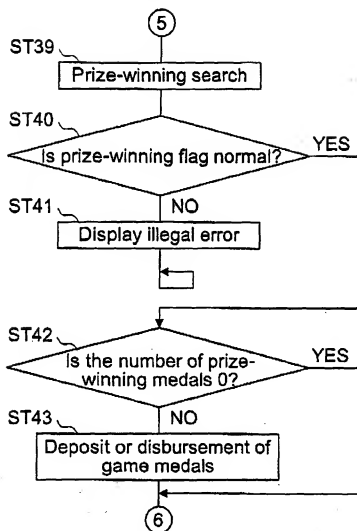 5
ST39
Prize-winning search
ST40
Is prize-winning flag normal?
YES
NO
ST41
Display illegal error
ST42
Is the number of prize-
winning medals 0?
YES
NO
ST43
Deposit or disbursement of
game medals
6